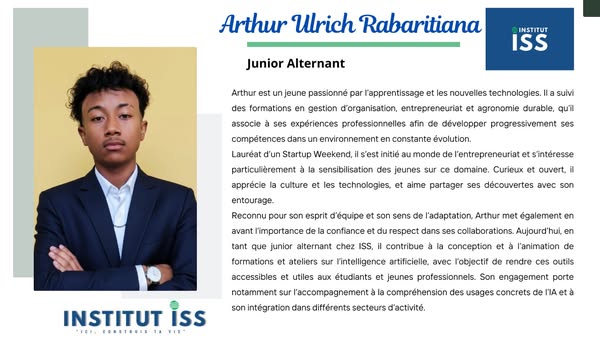 Arthur Ulrich Rabaritiana
INSTITUT
ISS
Junior Alternant
Arthur est un jeune passionné par l'apprentissage et les nouvelles technologies. Il a suivi
des formations en gestion d'organisation, entrepreneuriat et agronomie durable, qu'il
associe à ses expériences professionnelles afin de développer progressivement ses
compétences dans un environnement en constante évolution.
Lauréat d'un Startup Weekend, il s'est initié au monde de l'entrepreneuriat et s'intéresse
particulièrement à la sensibilisation des jeunes sur ce domaine. Curieux et ouvert, il
apprécie la culture et les technologies, et aime partager ses découvertes avec son
entourage.
Reconnu pour son esprit d'équipe et son sens de l'adaptation, Arthur met également en
avant l'importance de la confiance et du respect dans ses collaborations. Aujourd'hui, en
tant que junior alternant chez ISS, il contribue à la conception et à l'animation de
formations et ateliers sur l'intelligence artificielle, avec l'objectif de rendre ces outils
accessibles et utiles aux étudiants et jeunes professionnels. Son engagement porte
notamment sur l'accompagnement à la compréhension des usages concrets de l'IA et à
son intégration dans différents secteurs d'activité.
INSTITUT ISS
"ICI, CONSTRUIS TA VIE"